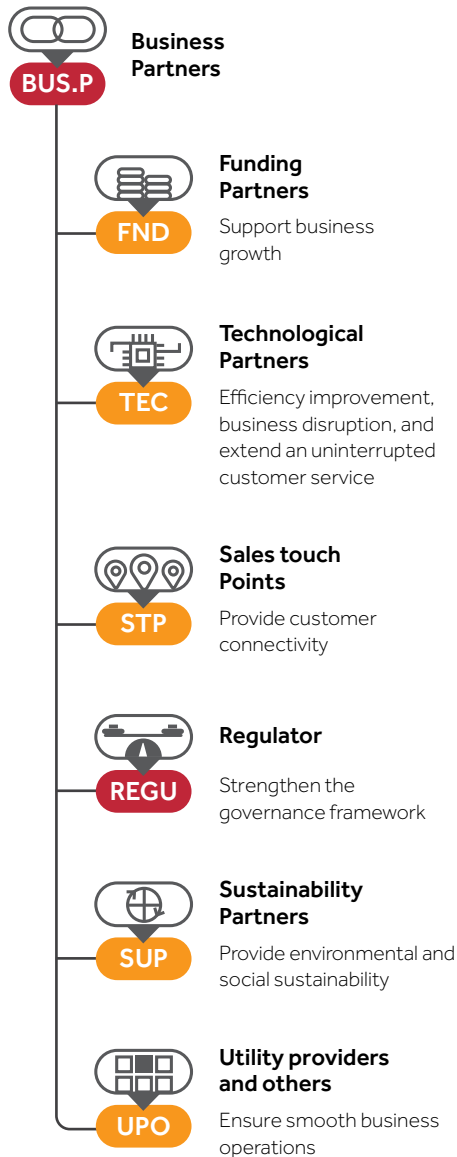 Business
Partners
BUS.P
Funding
Partners
FND
Support business
growth
Technological
Partners
TEC
Efficiency improvement,
business disruption, and
extend an uninterrupted
customer service
Sales touch
Points
STP
Provide customer
connectivity
Regulator
REGU
Strengthen the
governance framework
Sustainability
Partners
SUP
Provide environmental and
social sustainability
Utility providers
and others
UPO
Ensure smooth business
operations